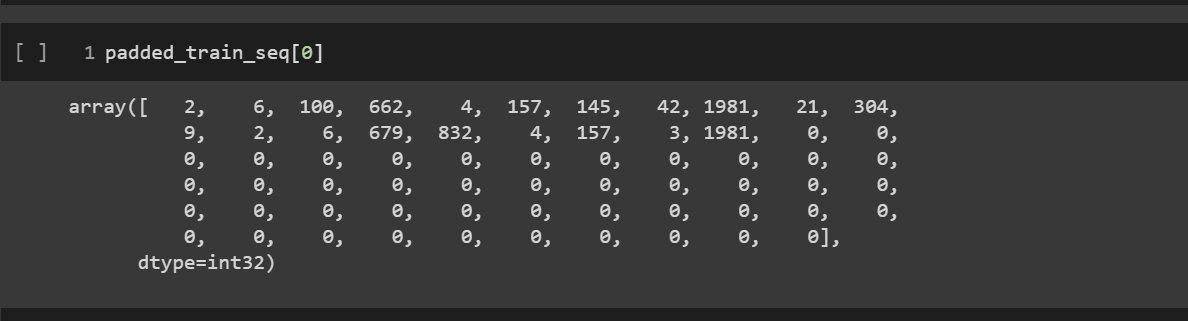 [ ] 1 padded_train_seq[0]
array([ 2, 6, 100, 662, 4, 157, 145, 42, 1981, 21, 304,
9, 2, 6, 679, 832, 4, 157, 3, 1981, 0, 0,
0, 0, 0, 0, 0, 0, 0, 0, 0, 0, 0,
0, 0, 0, 0, 0, 0, 0, 0, 0, 0, 0,
0, 0, 0, 0, 0, 0, 0, 0, 0, 0, 0,
0, 0, 0, 0, 0, 0, 0, 0, 0, 0],
dtype=int32)